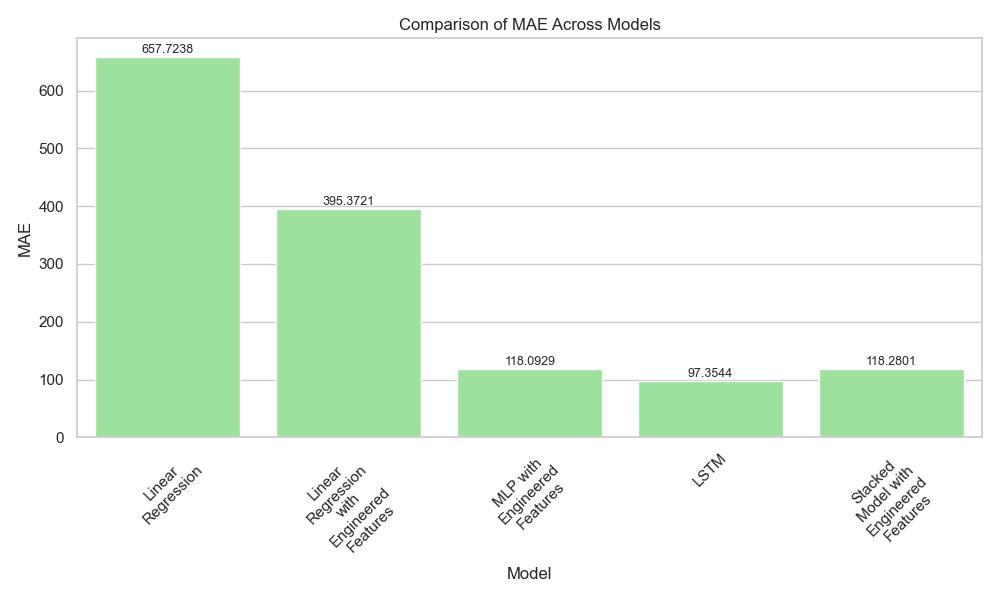 Comparison of MAE Across Models
657.7238
395.3721
118.0929
97.3544
118.2801
600
500
400
300
200
100
0
MAE
Linear
Regression
Linear
Regression
with
Engineered
Features
MLP with
Engineered
Features
LSTM
Stacked
Model with
Engineered
Features
Model